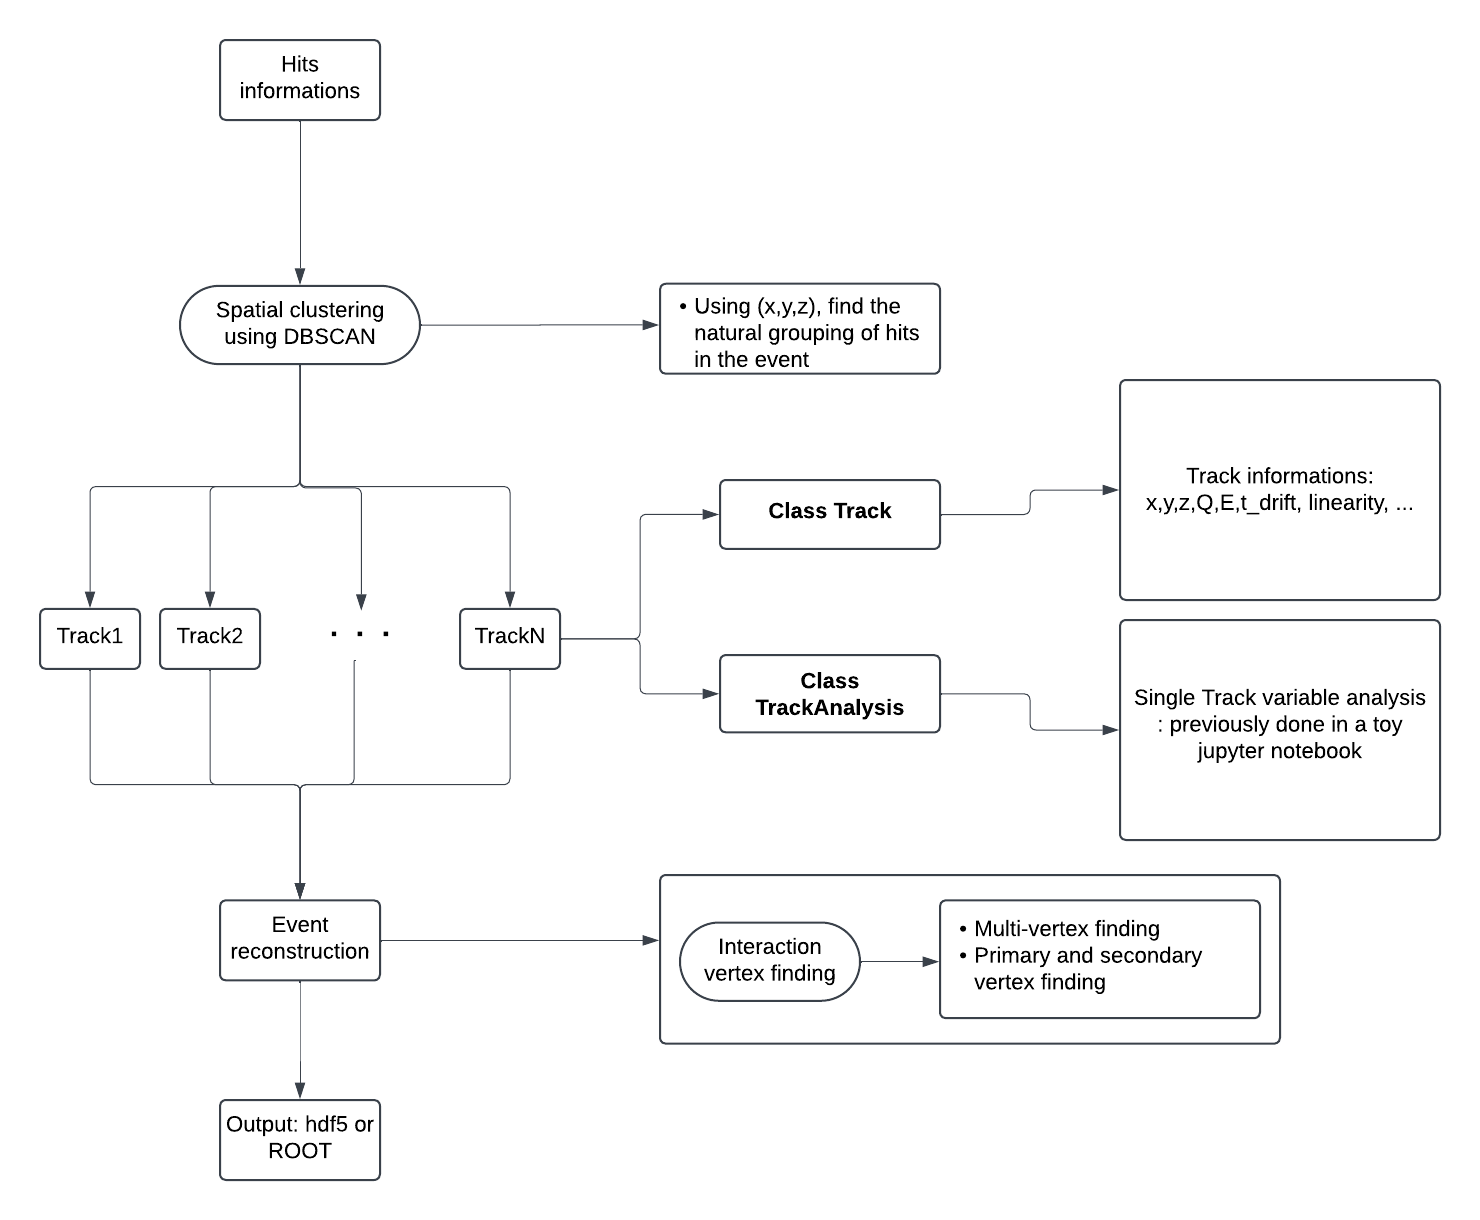 Hits
informations
Spatial clustering
using DBSCAN
• Using (x,y,z), find the
natural grouping of hits
in the event
Track1
Track2
. . .
TrackN
Class Track
Track informations:
x,y,z,Q,E,t_drift, linearity, ...
Class
TrackAnalysis
Single Track variable analysis
: previously done in a toy
jupyter notebook
Event
reconstruction
Interaction
vertex finding
• Multi-vertex finding
• Primary and secondary
vertex finding
Output: hdf5 or
ROOT